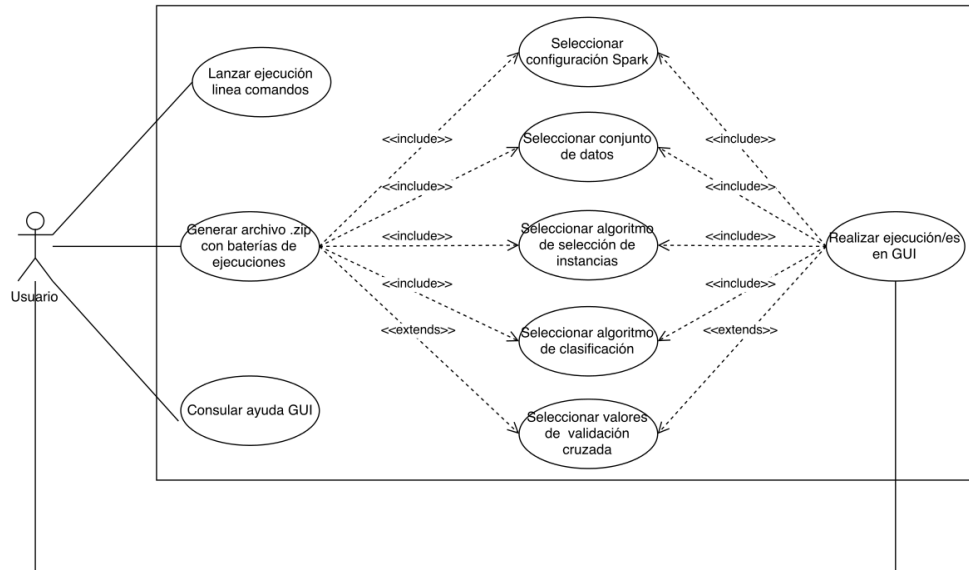 Lanzar ejecución
linea comandos
Seleccionar
configuración Spark
<<include>>
<<include>>
Seleccionar conjunto
de datos
<<include>>
<<include>>
Usuario
Generar archivo .zip
con baterías de
ejecuciones
<<include>>
Seleccionar algoritmo
de selección de
instancias
<<include>>
Realizar ejecución/es
en GUI
<<include>>
<<include>>
Seleccionar algoritmo
de clasificación
<<extends>>
<<extends>>
Consular ayuda GUI
Seleccionar valores
de validación
cruzada